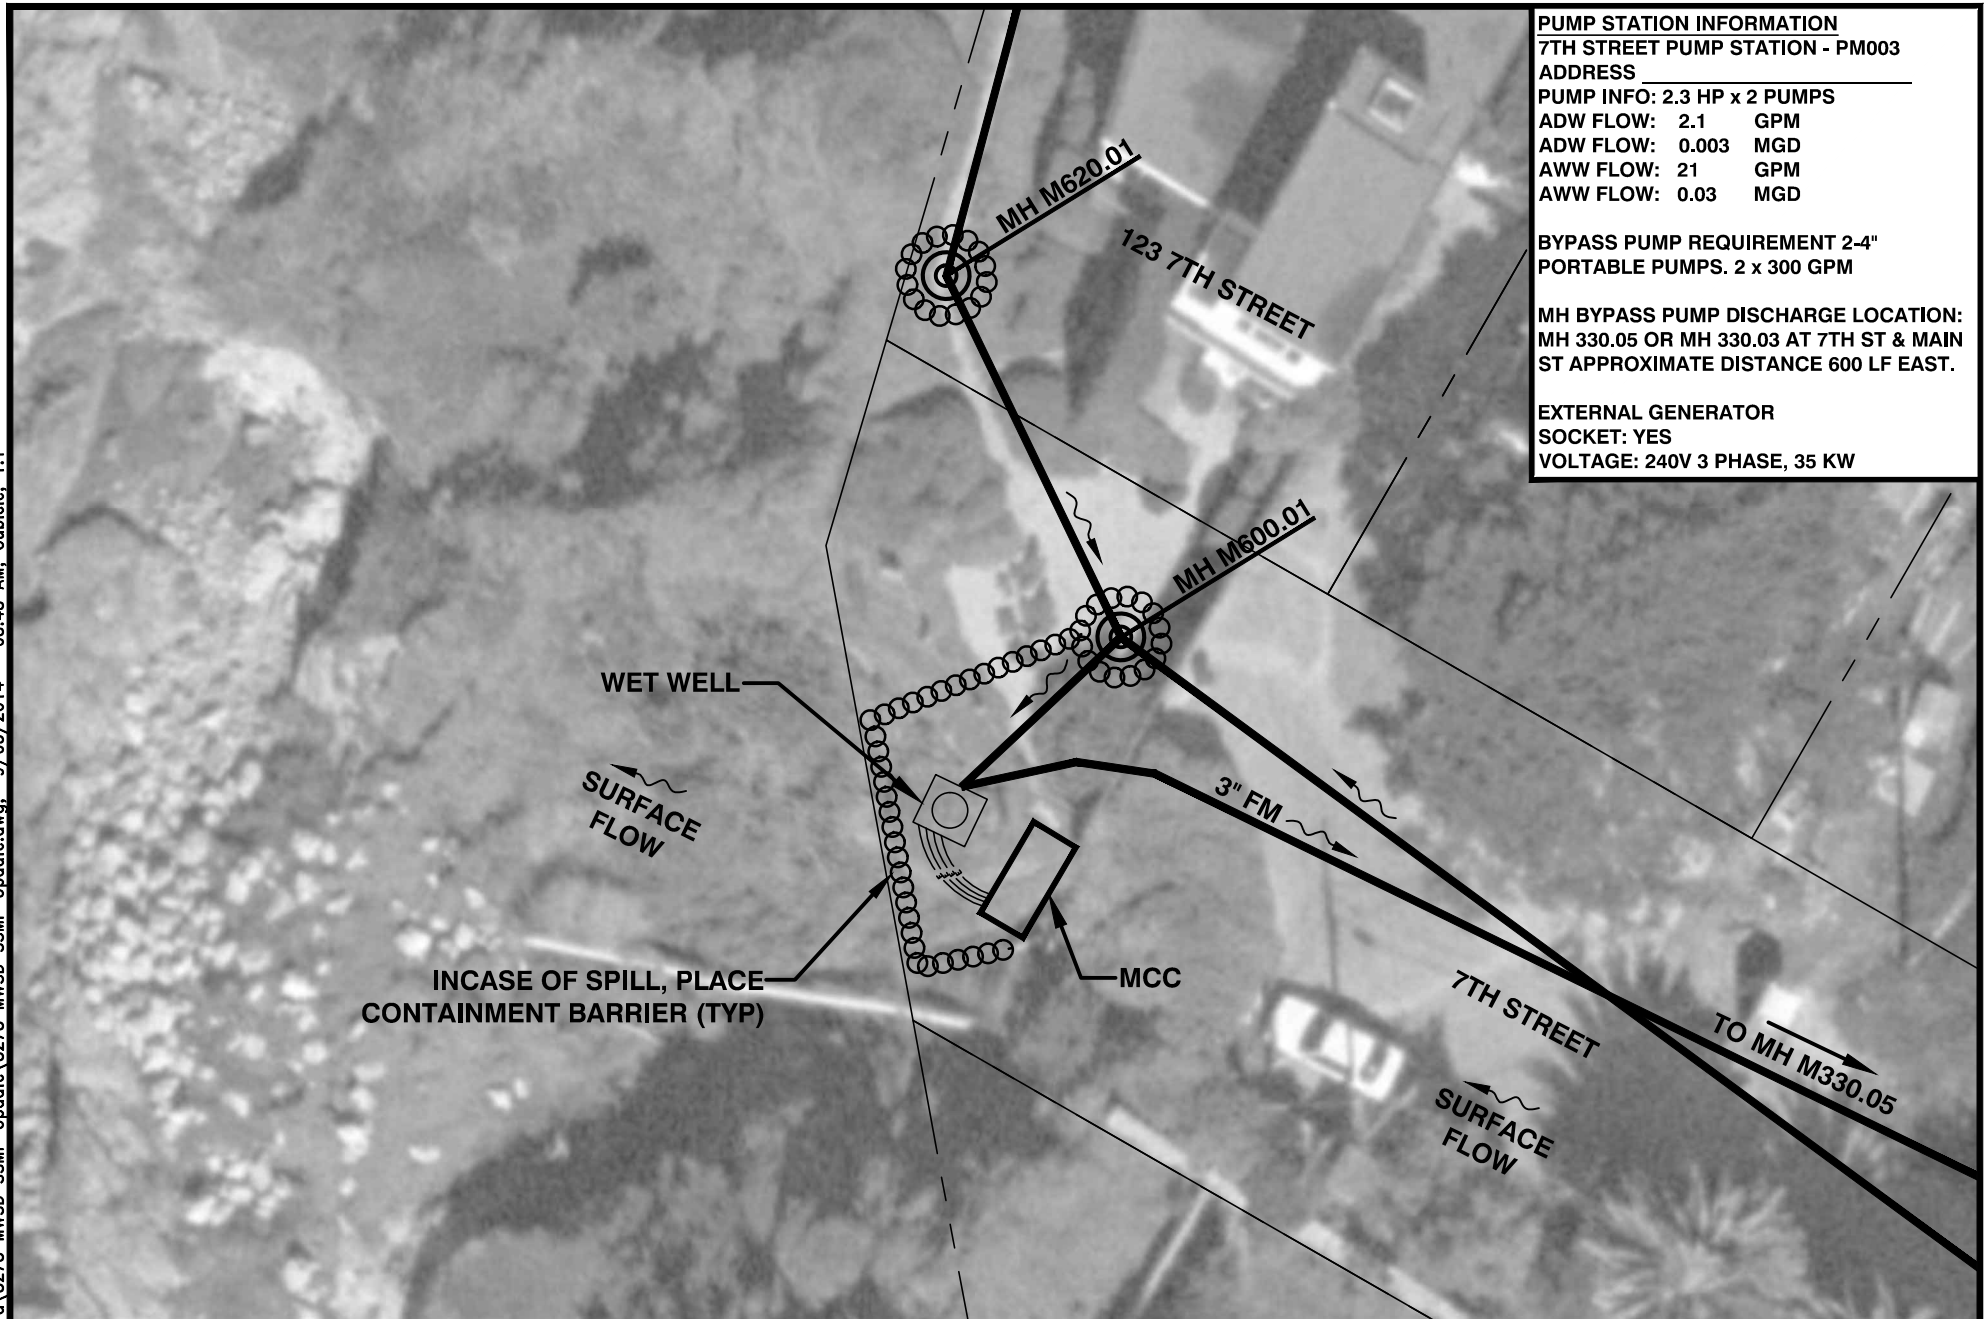 PUMP STATION INFORMATION
7TH STREET PUMP STATION - PM003
ADDRESS
PUMP INFO: 2.3 HP x 2 PUMPS
ADW FLOW: 2.1 GPM
ADW FLOW: 0.003 MGD
AWW FLOW: 21 GPM
AWW FLOW: 0.03 MGD
BYPASS PUMP REQUIREMENT 2-4"
PORTABLE PUMPS. 2 x 300 GPM
MH BYPASS PUMP DISCHARGE LOCATION:
MH 330.05 OR MH 330.03 AT 7TH ST & MAIN
ST APPROXIMATE DISTANCE 600 LF EAST.
EXTERNAL GENERATOR
SOCKET: YES
VOLTAGE: 240V 3 PHASE, 35 KW
MH M620.01
123 7TH STREET
MH M600.01
WET WELL
SURFACE
FLOW
3" FM
INCASE OF SPILL, PLACE
CONTAINMENT BARRIER (TYP)
MCC
7TH STREET
TO MH M330.05
SURFACE
FLOW